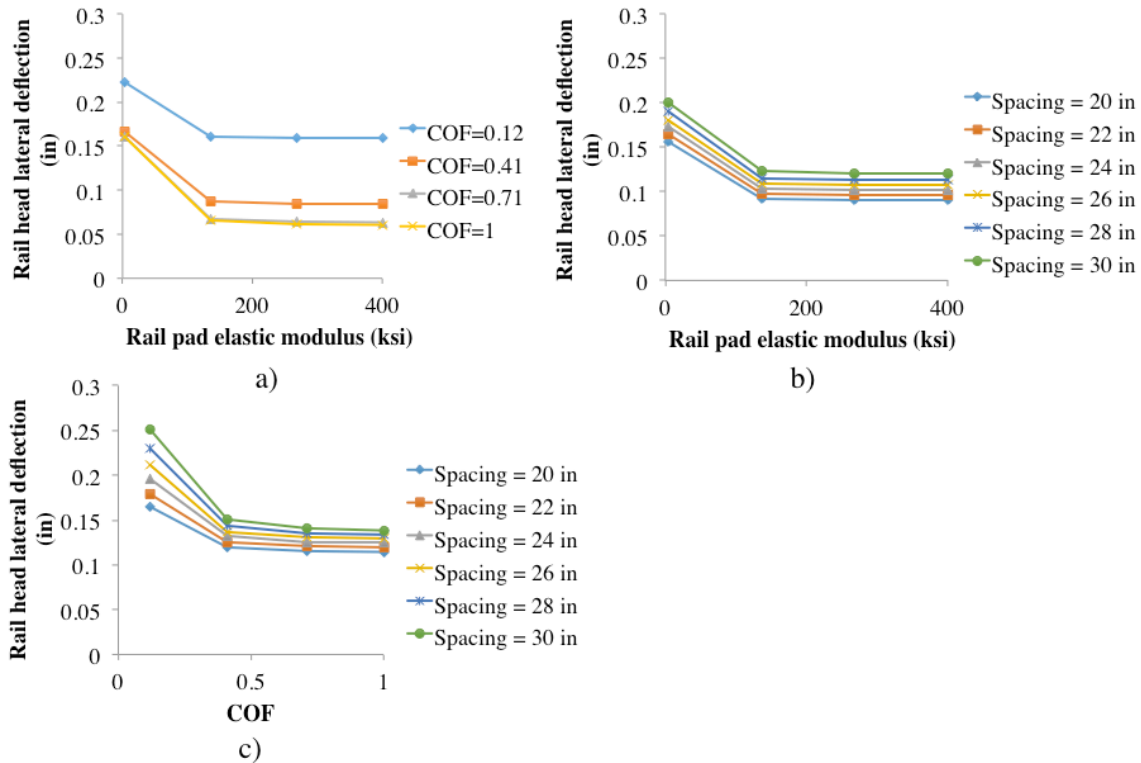 Rail head lateral deflection
(in)
0.3
0.25
0.2
0.15
0.1
0.05
0
0
200
400
Rail pad elastic modulus (ksi)
COF=0.12
COF=0.41
COF=0.71
COF=1
a)
Rail head lateral deflection
(in)
0.3
0.25
0.2
0.15
0.1
0.05
0
0
200
400
Rail pad elastic modulus (ksi)
Spacing = 20 in
Spacing = 22 in
Spacing = 24 in
Spacing = 26 in
Spacing = 28 in
Spacing = 30 in
b)
Rail head lateral deflection
(in)
0.3
0.25
0.2
0.15
0.1
0.05
0
0
0.5
1
COF
Spacing = 20 in
Spacing = 22 in
Spacing = 24 in
Spacing = 26 in
Spacing = 28 in
Spacing = 30 in
c)